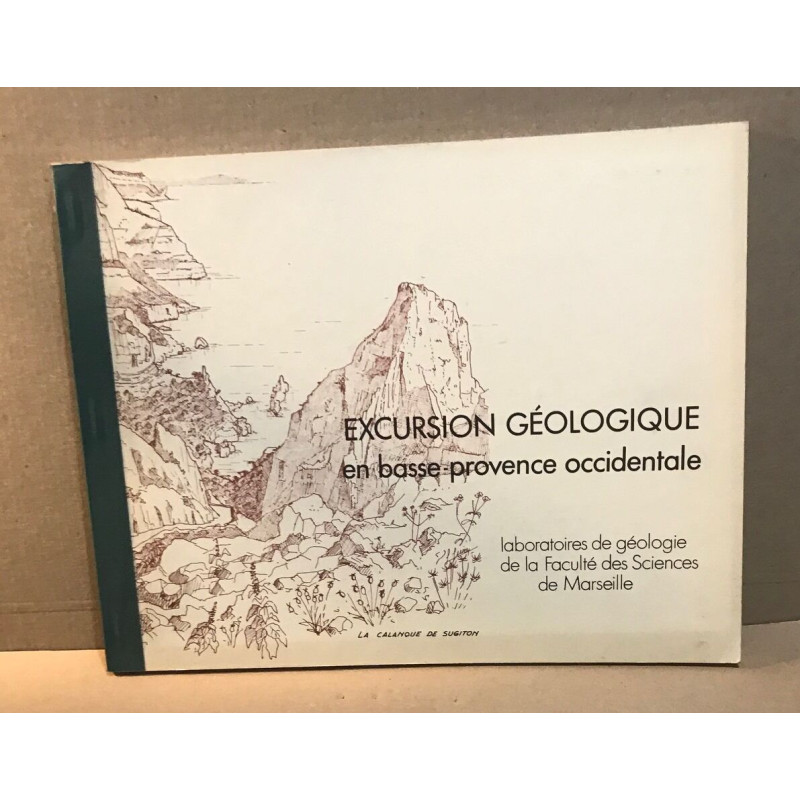 EXCURSION GÉOLOGIQUE
en basse-provence occidentale
laboratoires de géologie
de la Faculté des Sciences
de Marseille
LA CALANQUE DE SUGITON